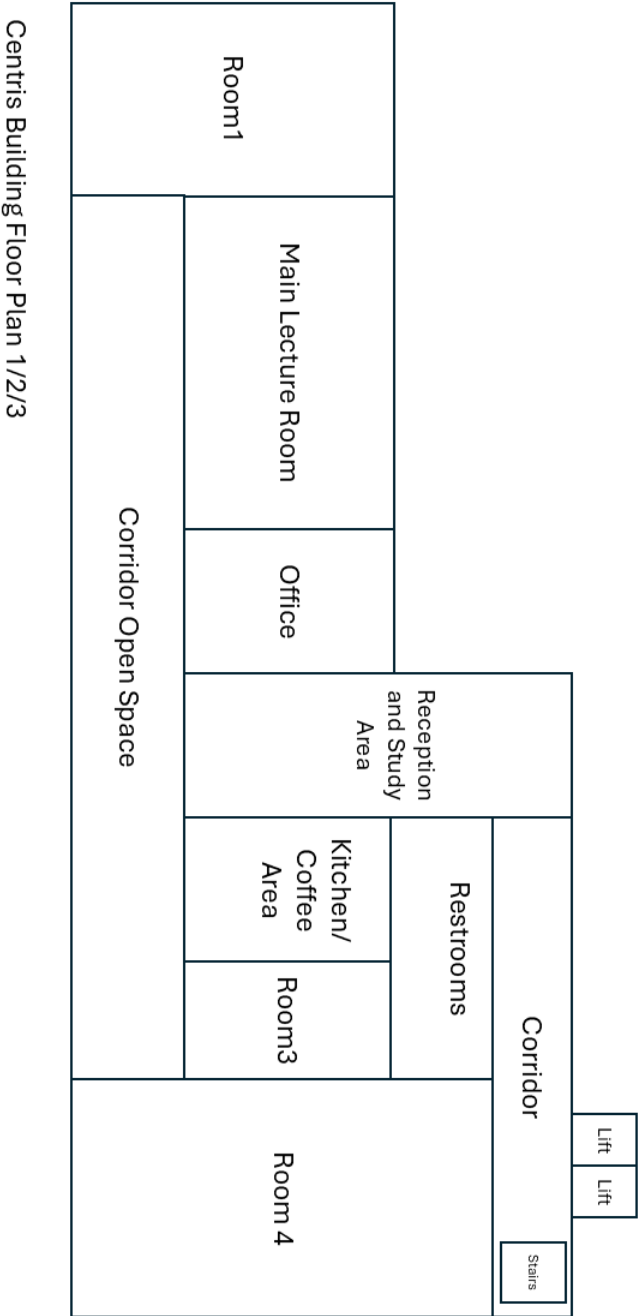 Lift
Lift
Stairs
Corridor
Reception
and Study
Area
Restrooms
Room1
Main Lecture Room
Office
Kitchen/
Coffee
Area
Room3
Room 4
Corridor Open Space
Centris Building Floor Plan 1/2/3